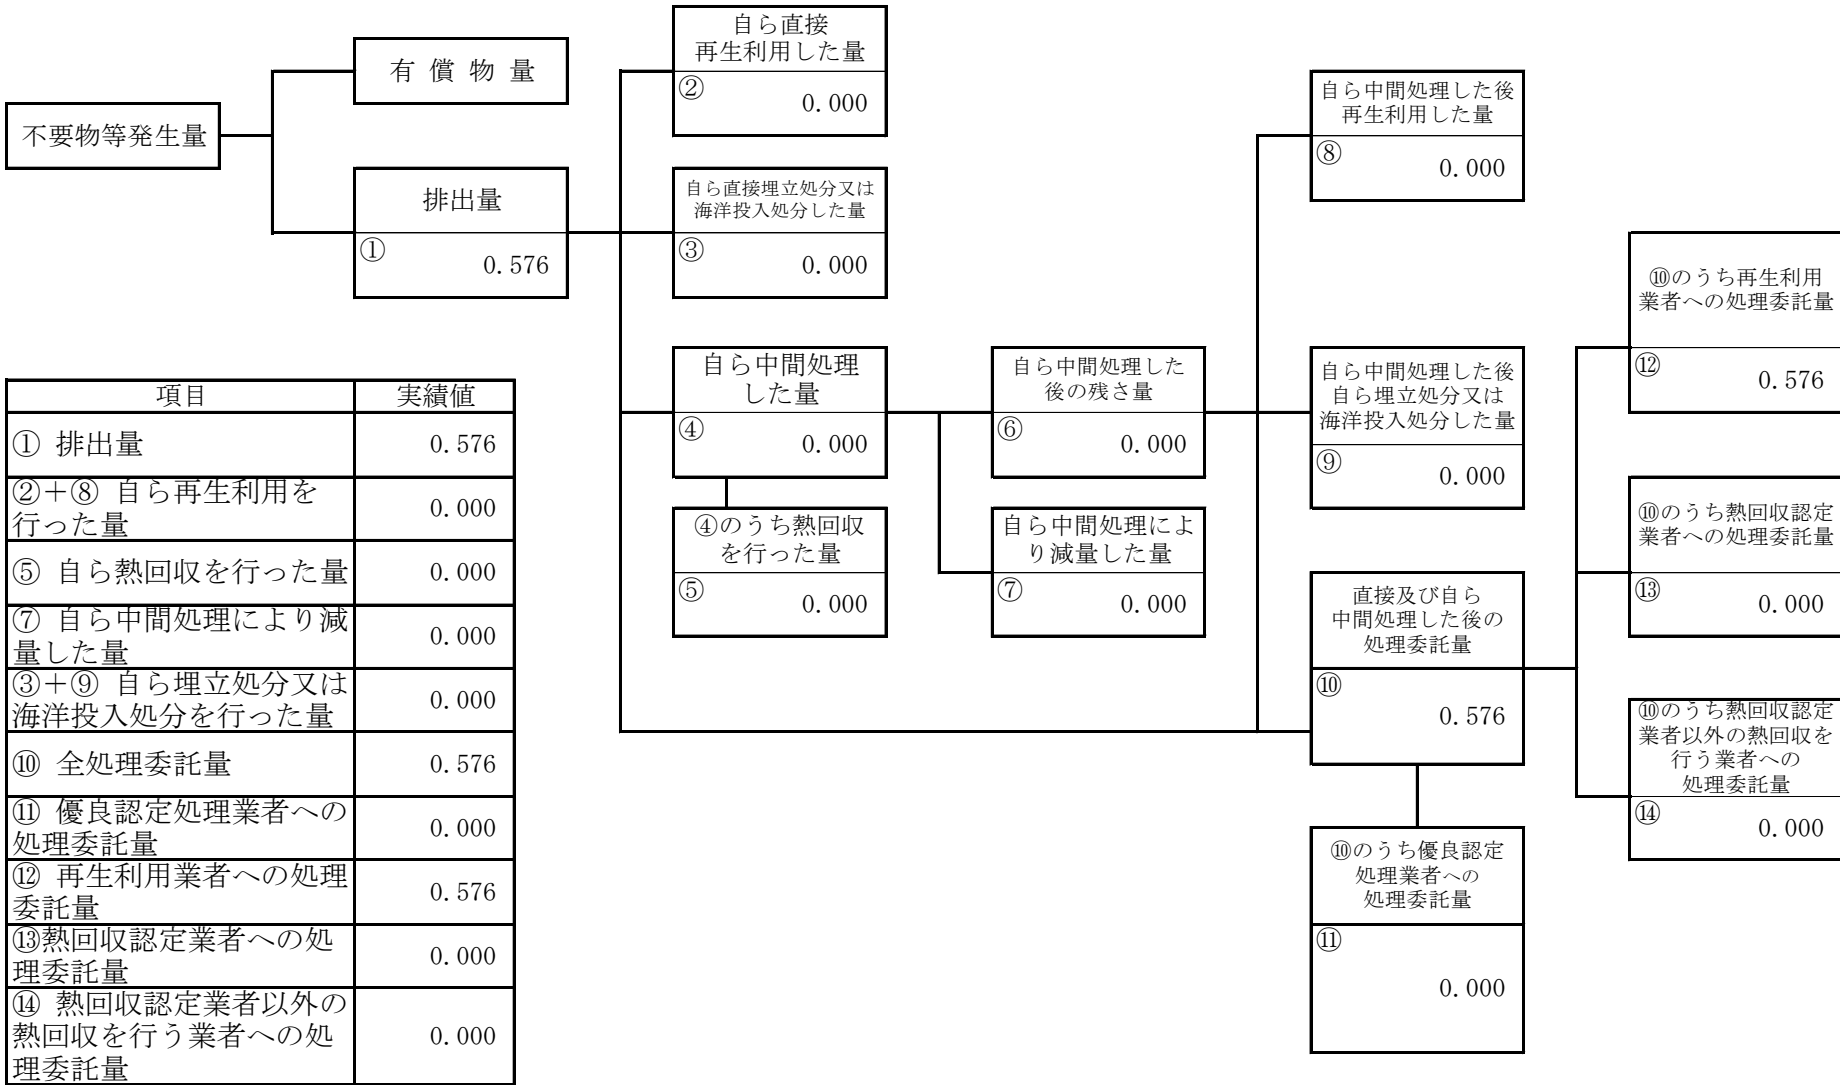 不要物等発生量
有償物量
排出量
① 0.576
自ら直接
再生利用した量
② 0.000
自ら直接埋立処分又は
海洋投入処分した量
③ 0.000
自ら中間処理
した量
④ 0.000
④のうち熱回収
を行った量
⑤ 0.000
自ら中間処理した
後の残さ量
⑥ 0.000
自ら中間処理によ
り減量した量
⑦ 0.000
自ら中間処理した後
再生利用した量
⑧ 0.000
自ら中間処理した後
自ら埋立処分又は
海洋投入処分した量
⑨ 0.000
直接及び自ら
中間処理した後の
処理委託量
⑩ 0.576
⑩のうち優良認定
処理業者への
処理委託量
⑪ 0.000
⑩のうち再生利用
業者への処理委託量
⑫ 0.576
⑩のうち熱回収認定
業者への処理委託量
⑬ 0.000
⑩のうち熱回収認定
業者以外の熱回収を
行う業者への
処理委託量
⑭ 0.000
項目 実績値
① 排出量 0.576
②+⑧ 自ら再生利用を
行った量 0.000
⑤ 自ら熱回収を行った量 0.000
⑦ 自ら中間処理により減
量した量 0.000
③+⑨ 自ら埋立処分又は
海洋投入処分を行った量 0.000
⑩ 全処理委託量 0.576
⑪ 優良認定処理業者への
処理委託量 0.000
⑫ 再生利用業者への処理
委託量 0.576
⑬熱回収認定業者への処
理委託量 0.000
⑭ 熱回収認定業者以外の
熱回収を行う業者への処
理委託量 0.000